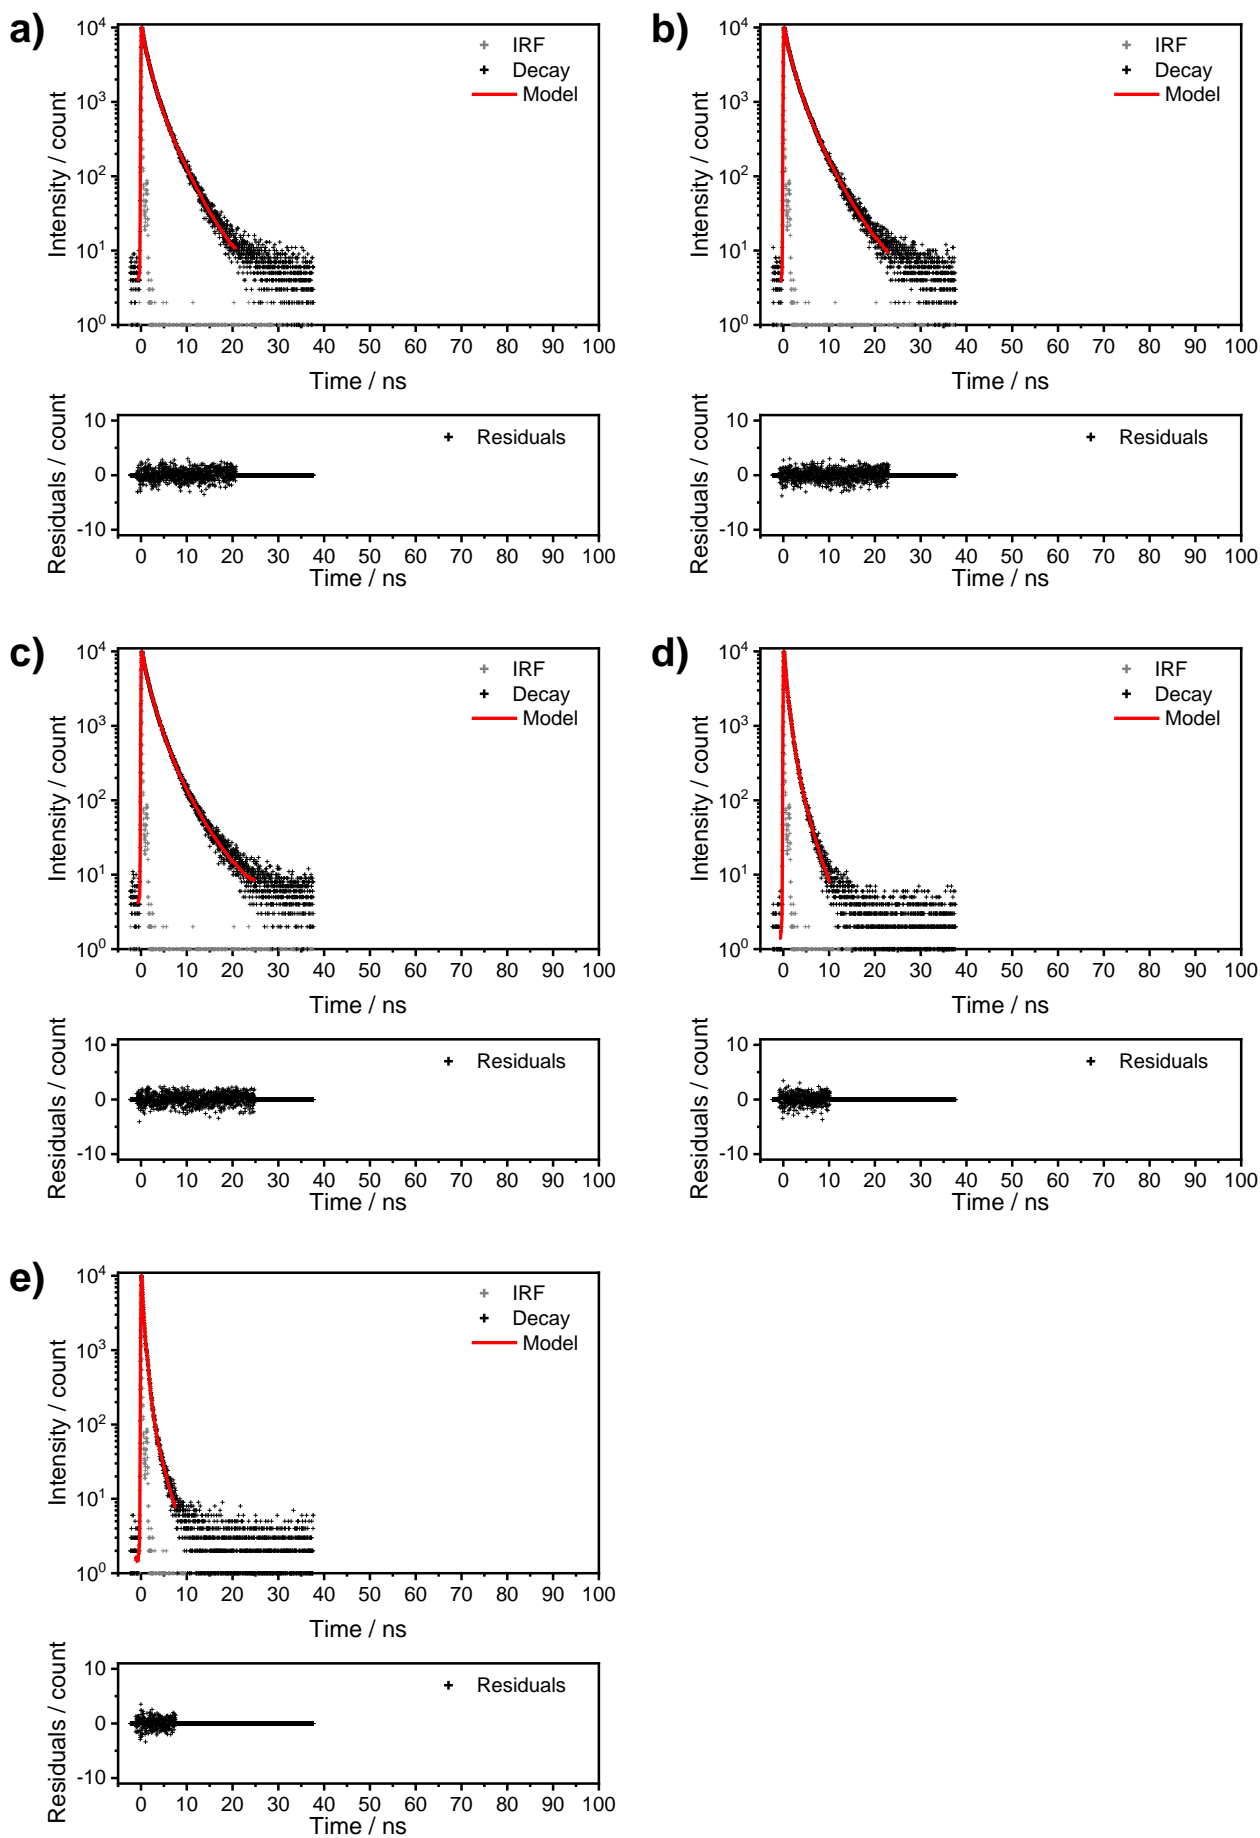 a)
10⁴
10³
10²
10¹
10⁰
Intensity / count
IRF
Decay
Model
0 10 20 30 40 50 60 70 80 90 100
Time / ns
10
0
-10
Residuals / count
Residuals
0 10 20 30 40 50 60 70 80 90 100
Time / ns
b)
10⁴
10³
10²
10¹
10⁰
Intensity / count
IRF
Decay
Model
0 10 20 30 40 50 60 70 80 90 100
Time / ns
10
0
-10
Residuals / count
Residuals
0 10 20 30 40 50 60 70 80 90 100
Time / ns
c)
10⁴
10³
10²
10¹
10⁰
Intensity / count
IRF
Decay
Model
0 10 20 30 40 50 60 70 80 90 100
Time / ns
10
0
-10
Residuals / count
Residuals
0 10 20 30 40 50 60 70 80 90 100
Time / ns
d)
10⁴
10³
10²
10¹
10⁰
Intensity / count
IRF
Decay
Model
0 10 20 30 40 50 60 70 80 90 100
Time / ns
10
0
-10
Residuals / count
Residuals
0 10 20 30 40 50 60 70 80 90 100
Time / ns
e)
10⁴
10³
10²
10¹
10⁰
Intensity / count
IRF
Decay
Model
0 10 20 30 40 50 60 70 80 90 100
Time / ns
10
0
-10
Residuals / count
Residuals
0 10 20 30 40 50 60 70 80 90 100
Time / ns